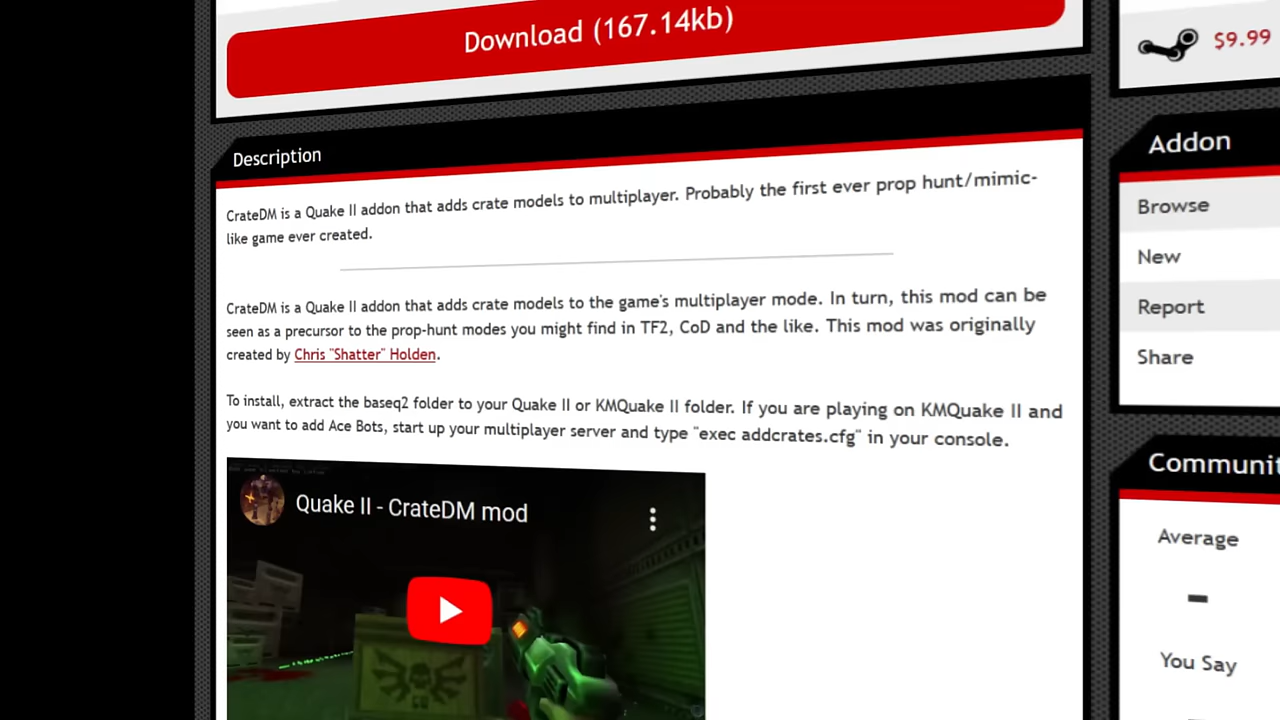 Download (167.14kb)
$9.99
Description
CrateDM is a Quake II addon that adds crate models to multiplayer. Probably the first ever prop hunt/mimic-
like game ever created.
CrateDM is a Quake II addon that adds crate models to the game's multiplayer mode. In turn, this mod can be
seen as a precursor to the prop-hunt modes you might find in TF2, CoD and the like. This mod was originally
created by Chris "Shatter" Holden.
To install, extract the baseq2 folder to your Quake II or KMQuake II folder. If you are playing on KMQuake II and
you want to add Ace Bots, start up your multiplayer server and type "exec addcrates.cfg" in your console.
Quake II - CrateDM mod
Addon
Browse
New
Report
Share
Communit
Average
-
You Say